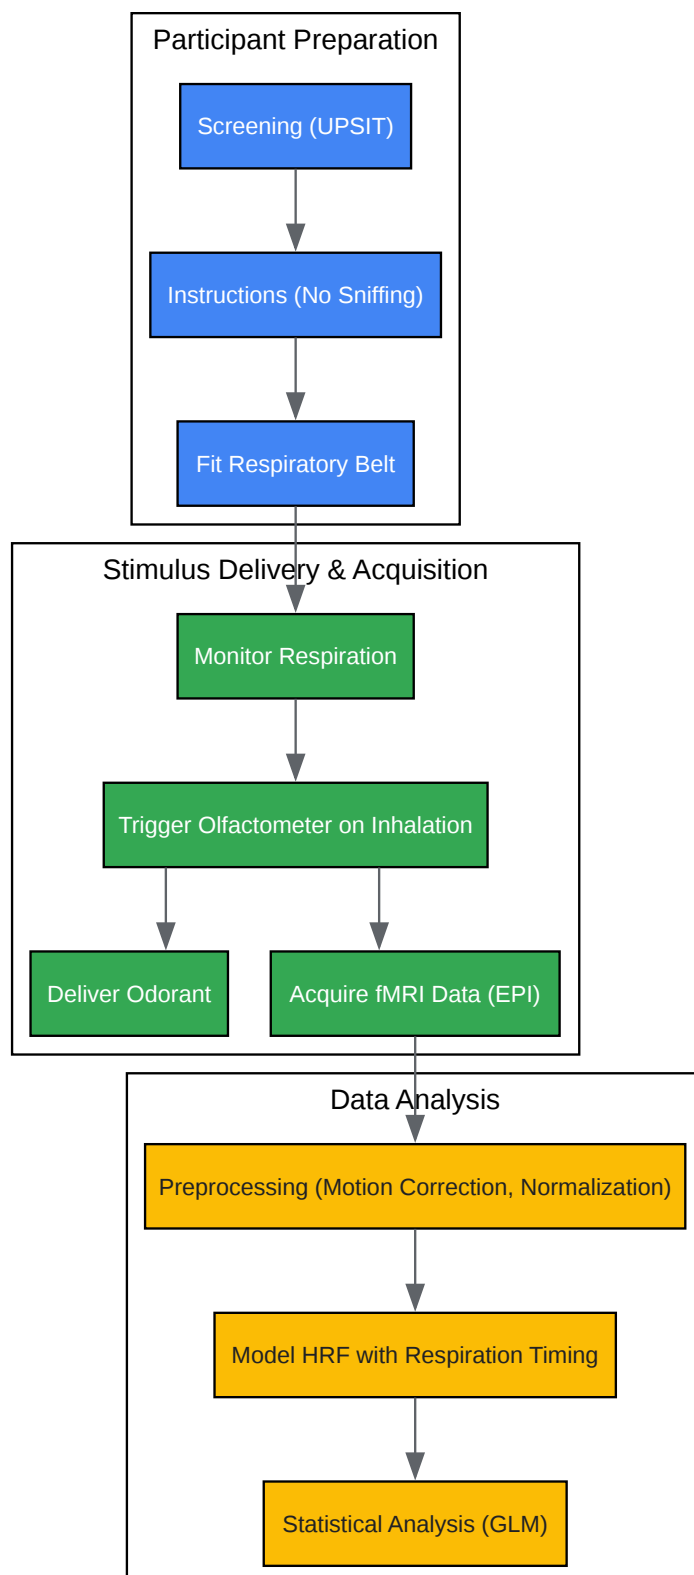 Participant Preparation
Screening (UPSIT)
Instructions (No Sniffing)
Fit Respiratory Belt
Stimulus Delivery & Acquisition
Monitor Respiration
Trigger Olfactometer on Inhalation
Deliver Odorant
Acquire fMRI Data (EPI)
Data Analysis
Preprocessing (Motion Correction, Normalization)
Model HRF with Respiration Timing
Statistical Analysis (GLM)